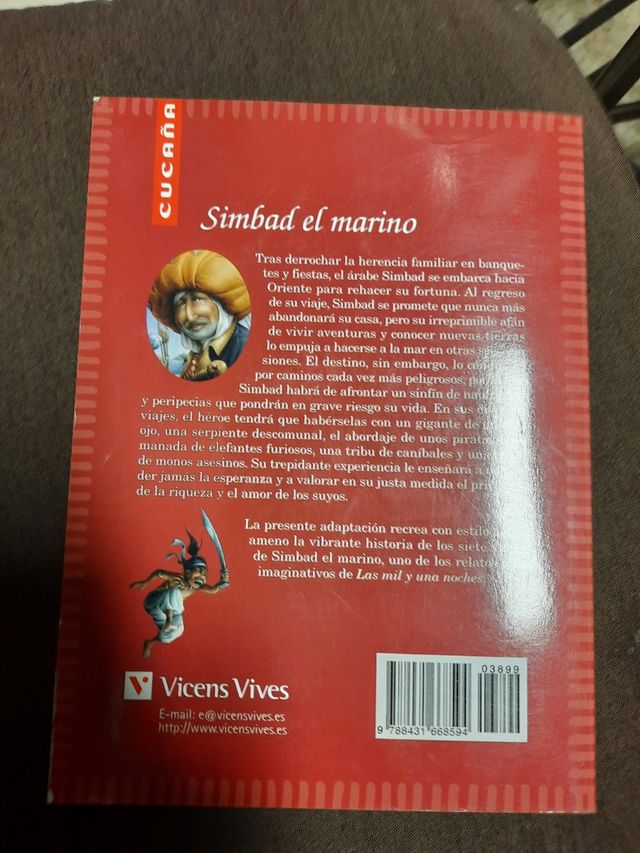 CUCAÑA
Simbad el marino
Tras derrochar la herencia familiar en banque-
tes y fiestas, el árabe Simbad se embarca hacia
Oriente para rehacer su fortuna. Al regreso
de su viaje, Simbad se promete que nunca más
abandonará su casa, pero su irreprimible afán
de vivir aventuras y conocer nuevas tierras
lo empuja a hacerse a la mar en otras
siones. El destino, sin embargo, lo
por caminos cada vez más peligrosos,
Simbad habrá de afrontar un sinfín de
y peripecias que pondrán en grave riesgo su vida. En sus
viajes, el héroe tendrá que habérselas con un gigante de
ojo, una serpiente descomunal, el abordaje de unos piratas
manada de elefantes furiosos, una tribu de caníbales y
de monos asesinos. Su trepidante experiencia le enseñará a
der jamás la esperanza y a valorar en su justa medida el
de la riqueza y el amor de los suyos.
La presente adaptación recrea con estilo
ameno la vibrante historia de los siete
de Simbad el marino, uno de los relatos
imaginativos de Las mil y una noches
Vicens Vives
E-mail: e@vicensvives.es
http://www.vicensvives.es
03899
9 788431 668594